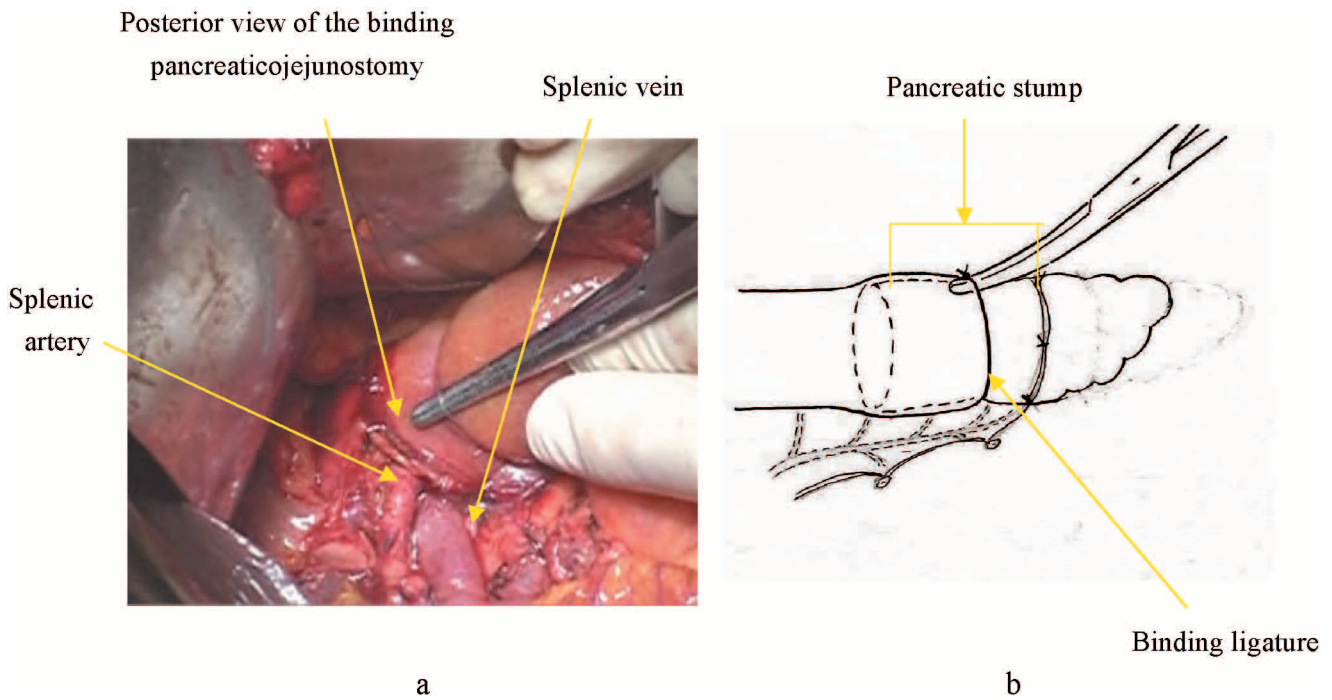 Posterior view of the binding
pancreaticojejunostomy
Splenic vein
Pancreatic stump
Splenic
artery
Binding ligature
a
b